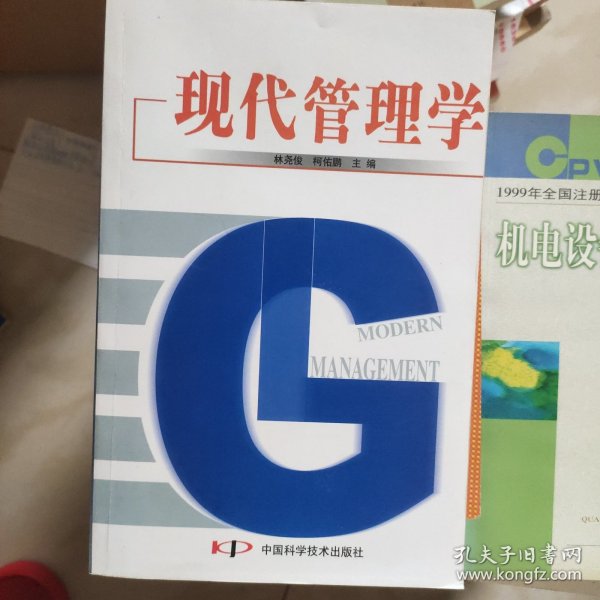 现代管理学
林尧俊 柯佑鹏 主编
G
MODERN
MANAGEMENT
中国科学技术出版社
CPV
1999年全国注册
机电设
QUA
孔夫子旧书网
www.kongfz.com